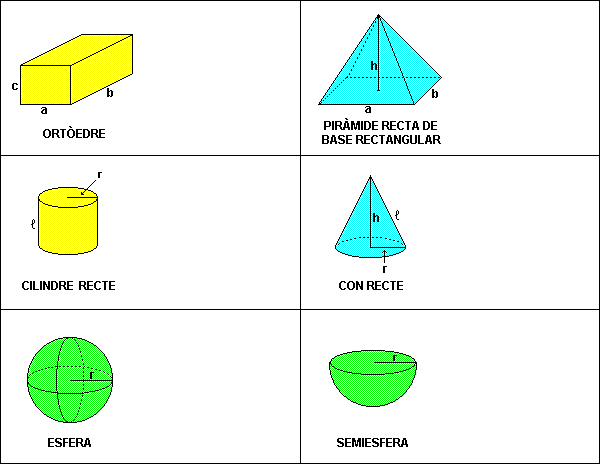 c
a
b
ORTÒEDRE
h
a
b
PIRÀMIDE RECTA DE
BASE RECTANGULAR
r
ℓ
CILINDRE RECTE
h
ℓ
r
CON RECTE
r
ESFERA
r
SEMIESFERA